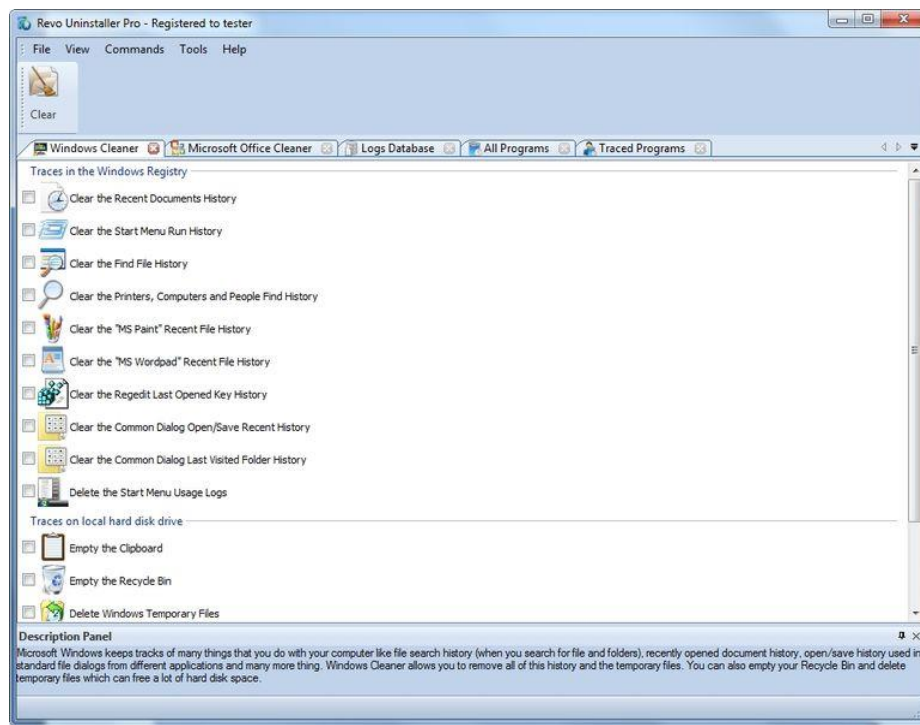 Revo Uninstaller Pro - Registered to tester
File View Commands Tools Help
Clear
Windows Cleaner Microsoft Office Cleaner Logs Database All Programs Traced Programs
Traces in the Windows Registry
Clear the Recent Documents History
Clear the Start Menu Run History
Clear the Find File History
Clear the Printers, Computers and People Find History
Clear the "MS Paint" Recent File History
Clear the "MS Wordpad" Recent File History
Clear the Regedit Last Opened Key History
Clear the Common Dialog Open/Save Recent History
Clear the Common Dialog Last Visited Folder History
Delete the Start Menu Usage Logs
Traces on local hard disk drive
Empty the Clipboard
Empty the Recycle Bin
Delete Windows Temporary Files
Description Panel
Microsoft Windows keeps tracks of many things that you do with your computer like file search history (when you search for file and folders), recently opened document history, open/save history used in
standard file dialogs from different applications and many more thing. Windows Cleaner allows you to remove all of this history and the temporary files. You can also empty your Recycle Bin and delete
temporary files which can free a lot of hard disk space.